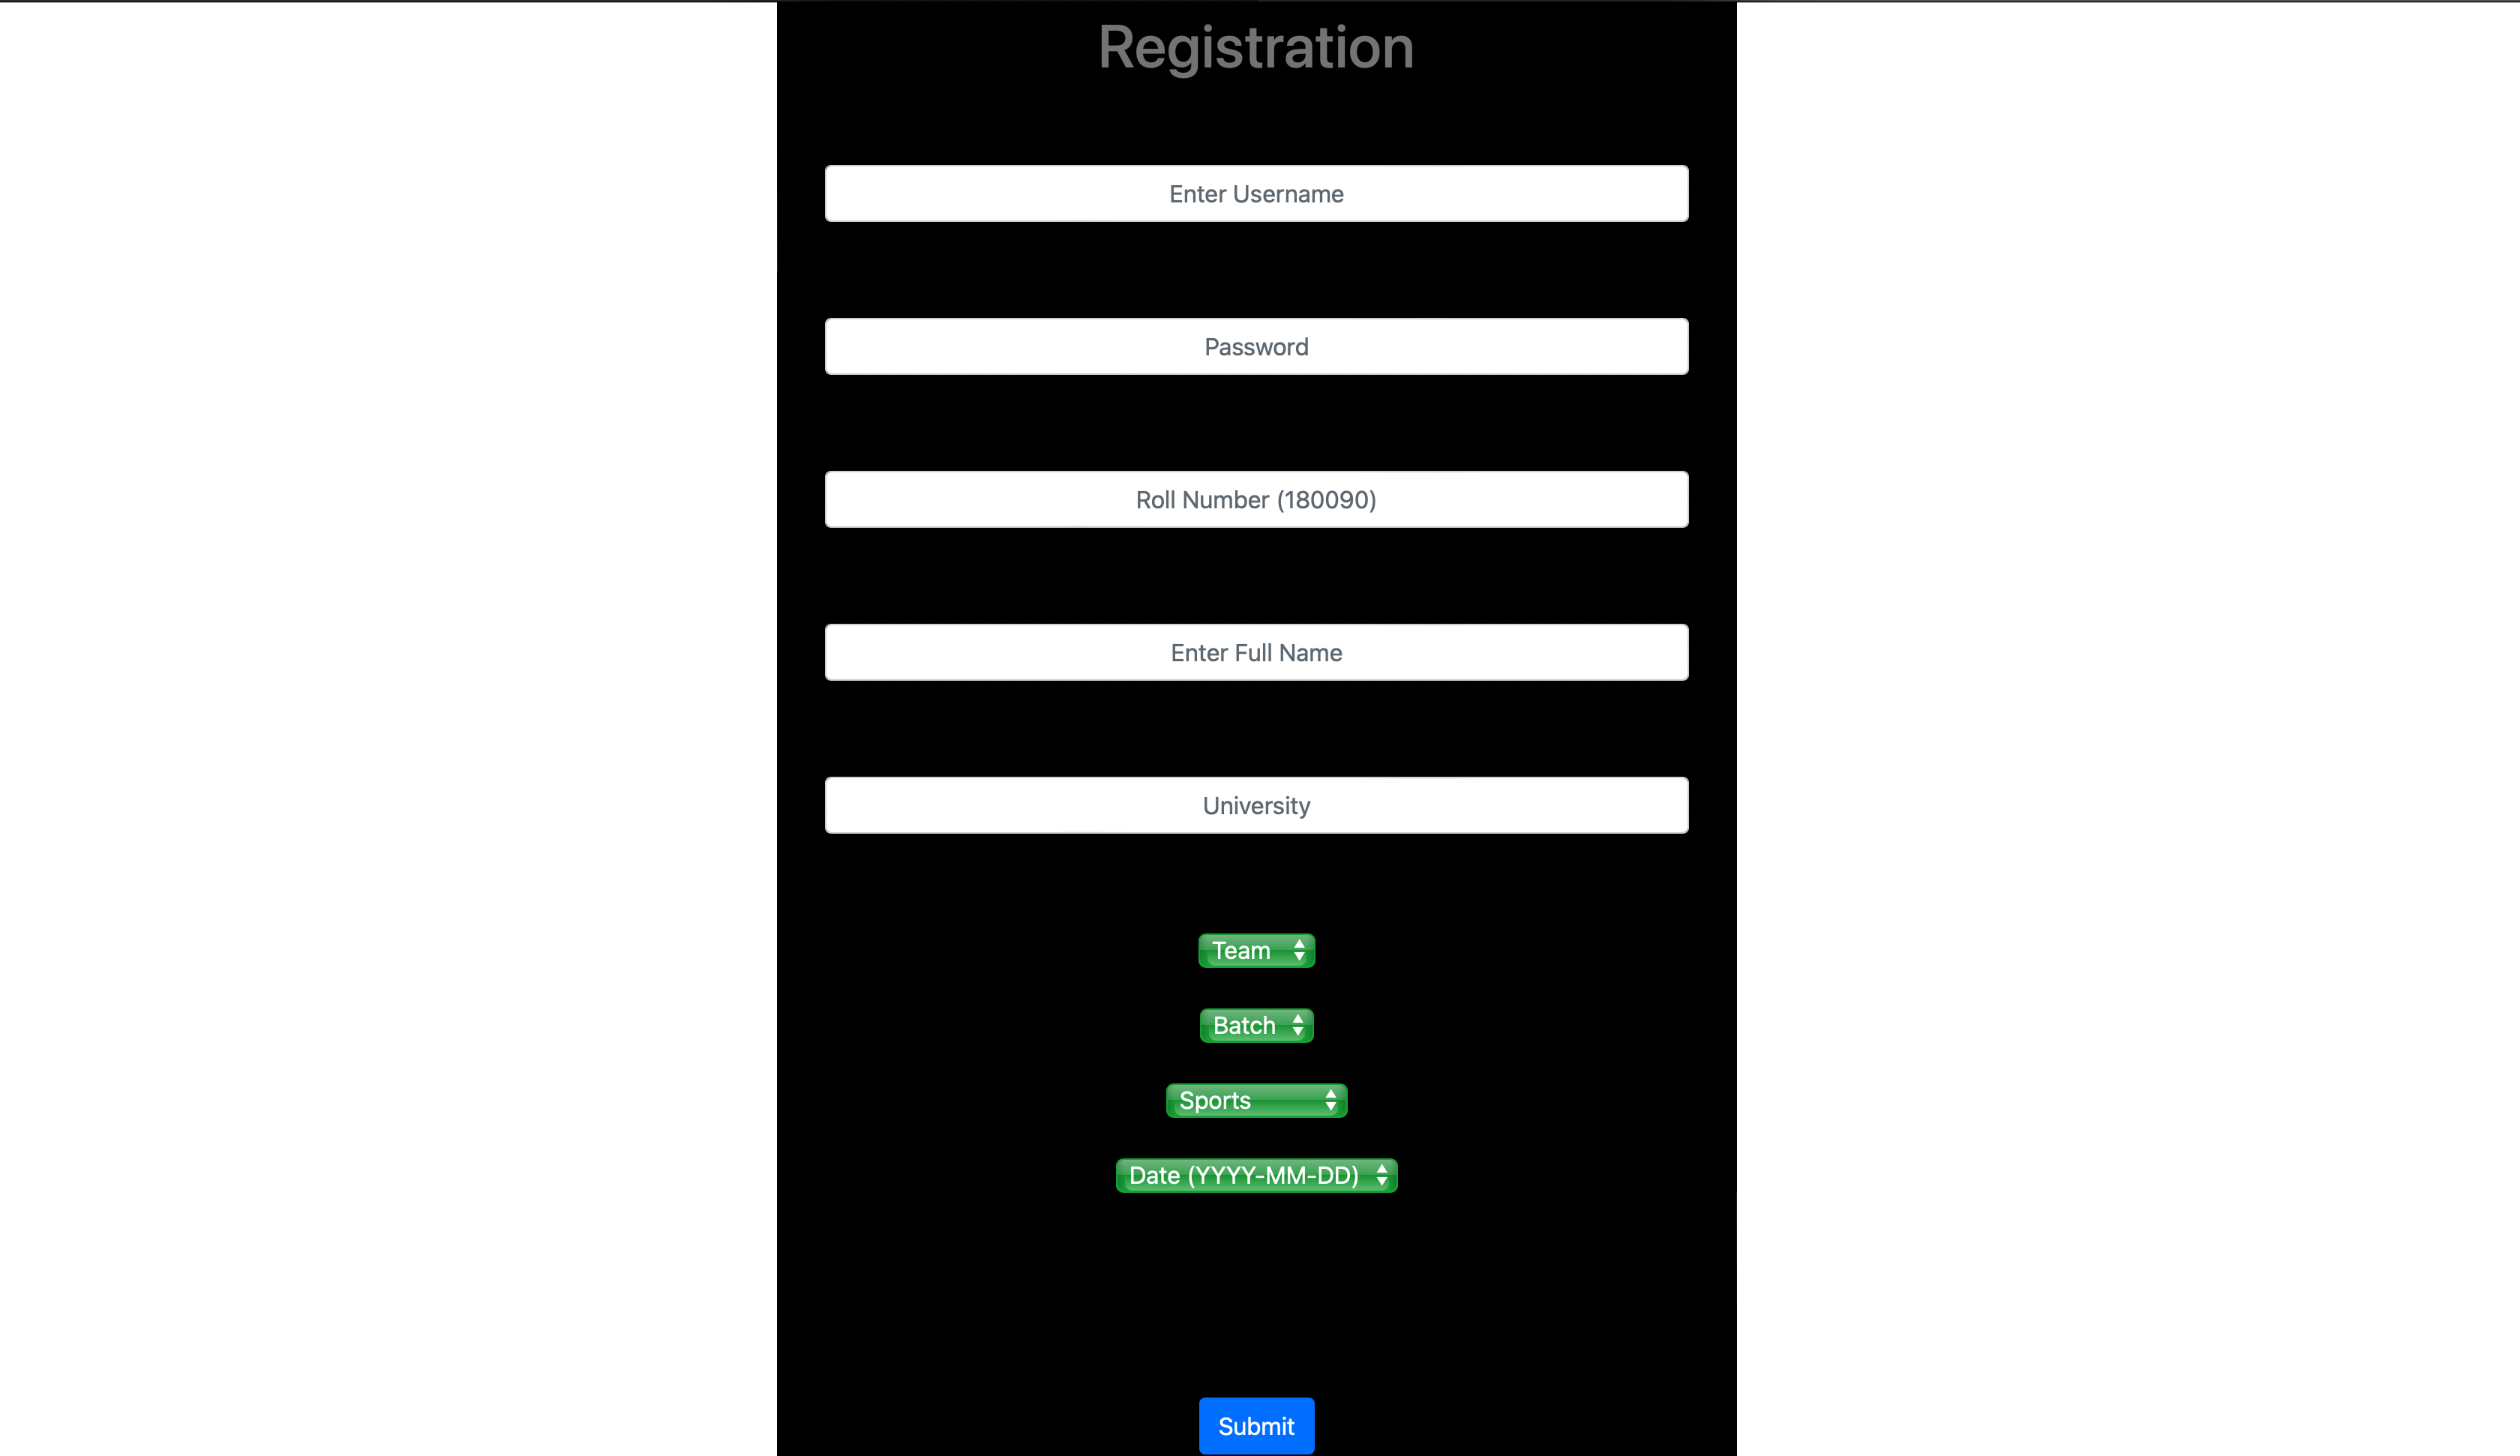 Registration
Enter Username
Password
Roll Number (180090)
Enter Full Name
University
Team
Batch
Sports
Date (YYYY-MM-DD)
Submit